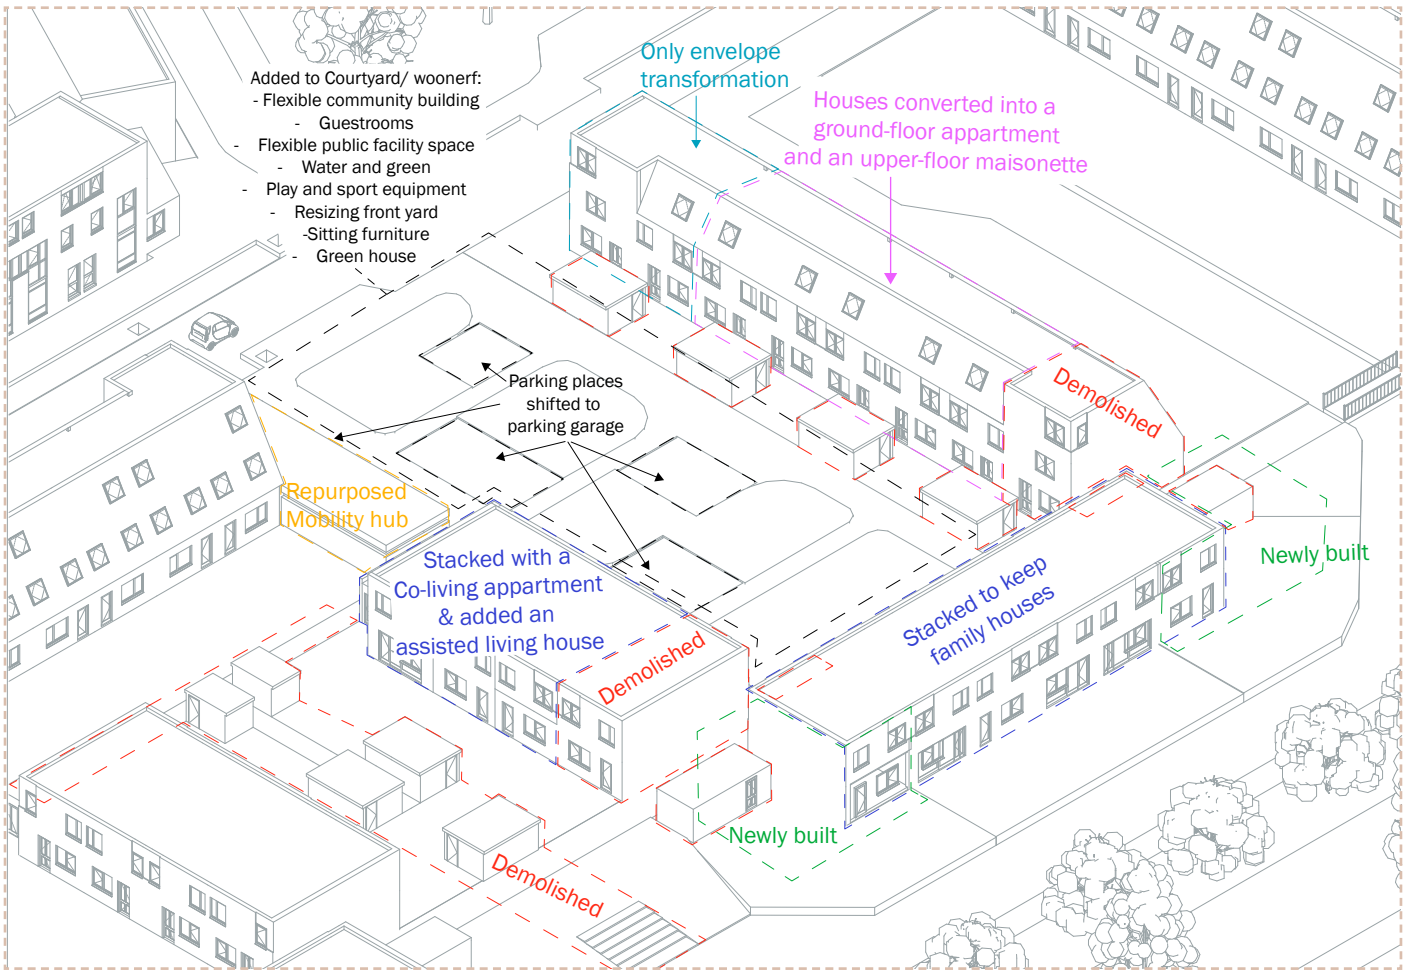 Added to Courtyard/ woonerf:
- Flexible community building
- Guestrooms
- Flexible public facility space
- Water and green
- Play and sport equipment
- Resizing front yard
-Sitting furniture
- Green house
Only envelope
transformation
Houses converted into a
ground-floor appartment
and an upper-floor maisonette
Demolished
Parking places
shifted to
parking garage
Repurposed
Mobility hub
Stacked with a
Co-living appartment
& added an
assisted living house
Demolished
Stacked to keep
family houses
Newly built
Newly built
Demolished